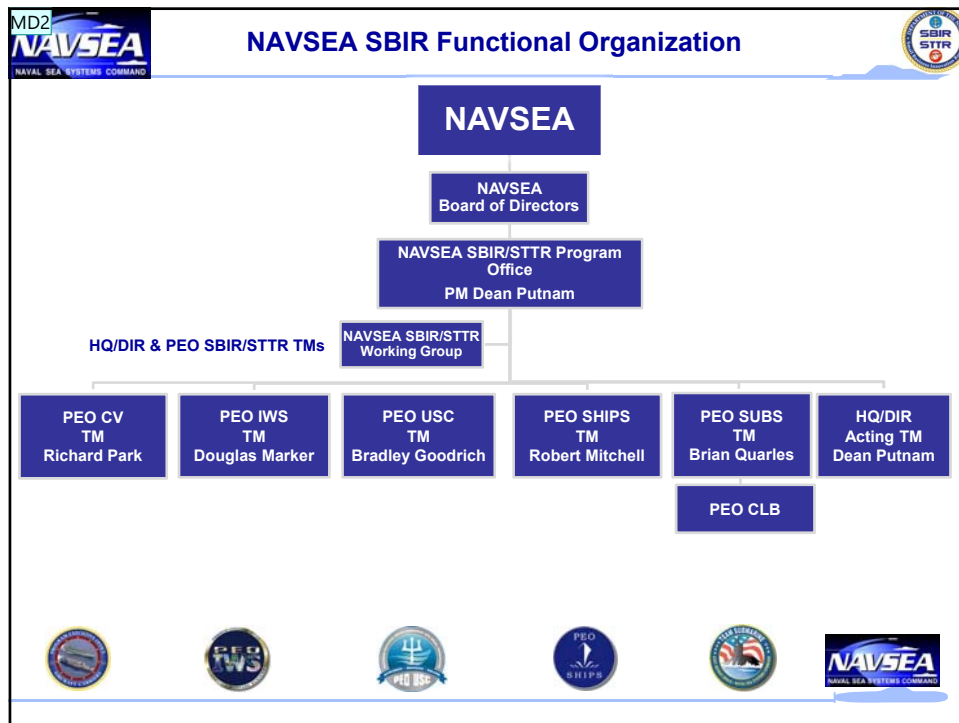 MD2
NAVSEA
NAVAL SEA SYSTEMS COMMAND
NAVSEA SBIR Functional Organization
SBIR
STTR
NAVSEA
NAVSEA
Board of Directors
NAVSEA SBIR/STTR Program
Office
PM Dean Putnam
HQ/DIR & PEO SBIR/STTR TMs
NAVSEA SBIR/STTR
Working Group
PEO CV
TM
Richard Park
PEO IWS
TM
Douglas Marker
PEO USC
TM
Bradley Goodrich
PEO SHIPS
TM
Robert Mitchell
PEO SUBS
TM
Brian Quarles
HQ/DIR
Acting TM
Dean Putnam
PEO CLB
PEO
IWS
PEO USC
PEO
SHIPS
TEAM SUBMARINE
NAVSEA
NAVAL SEA SYSTEMS COMMAND